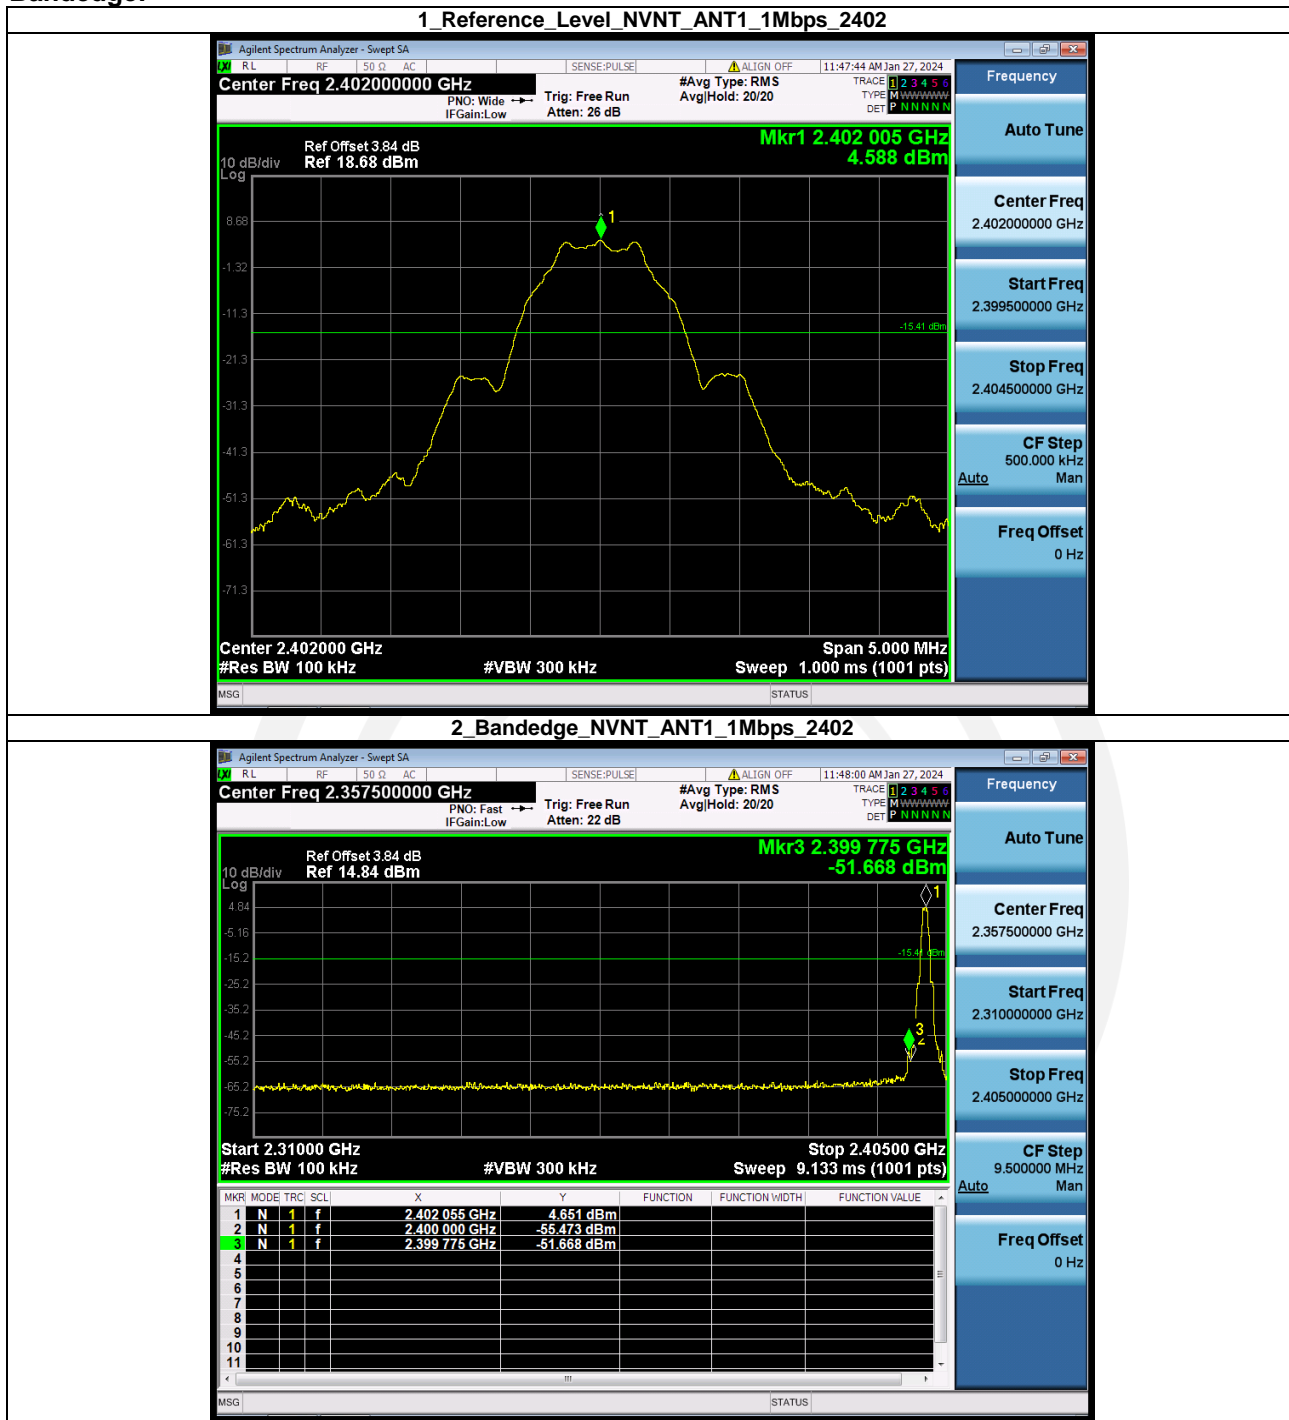 Bandedge:
1_Reference_Level_NVNT_ANT1_1Mbps_2402
Agilent Spectrum Analyzer - Swept SA
LXI RL RF 50 Ω AC SENSE:PULSE ALIGN OFF 11:47:44 AM Jan 27, 2024
Center Freq 2.402000000 GHz
PNO: Wide
IFGain:Low
Trig: Free Run
Atten: 26 dB
#Avg Type: RMS
Avg|Hold: 20/20
TRACE 1 2 3 4 5 6
TYPE M WWWWW
DET P N N N N N
Mkr1 2.402 005 GHz
4.588 dBm
Ref Offset 3.84 dB
10 dB/div Ref 18.68 dBm
Log
1
8.68
-1.32
-11.3
-15.41 dBm
-21.3
-31.3
-41.3
-51.3
-61.3
-71.3
Center 2.402000 GHz Span 5.000 MHz
#Res BW 100 kHz #VBW 300 kHz Sweep 1.000 ms (1001 pts)
MSG STATUS
Frequency
Auto Tune
Center Freq
2.402000000 GHz
Start Freq
2.399500000 GHz
Stop Freq
2.404500000 GHz
CF Step
500.000 kHz
Auto Man
Freq Offset
0 Hz
2_Bandedge_NVNT_ANT1_1Mbps_2402
Agilent Spectrum Analyzer - Swept SA
LXI RL RF 50 Ω AC SENSE:PULSE ALIGN OFF 11:48:00 AM Jan 27, 2024
Center Freq 2.357500000 GHz
PNO: Fast
IFGain:Low
Trig: Free Run
Atten: 22 dB
#Avg Type: RMS
Avg|Hold: 20/20
TRACE 1 2 3 4 5 6
TYPE M WWWWW
DET P N N N N N
Mkr3 2.399 775 GHz
-51.668 dBm
Ref Offset 3.84 dB
10 dB/div Ref 14.84 dBm
Log
1
4.84
-5.16
-15.2
-15.41 dBm
-25.2
-35.2
-45.2
3
2
-55.2
-65.2
-75.2
Start 2.31000 GHz Stop 2.40500 GHz
#Res BW 100 kHz #VBW 300 kHz Sweep 9.133 ms (1001 pts)
MKR MODE TRC SCL X Y FUNCTION FUNCTION WIDTH FUNCTION VALUE
1 N 1 f 2.402 055 GHz 4.651 dBm
2 N 1 f 2.400 000 GHz -55.473 dBm
3 N 1 f 2.399 775 GHz -51.668 dBm
4
5
6
7
8
9
10
11
MSG STATUS
Frequency
Auto Tune
Center Freq
2.357500000 GHz
Start Freq
2.310000000 GHz
Stop Freq
2.405000000 GHz
CF Step
9.500000 MHz
Auto Man
Freq Offset
0 Hz